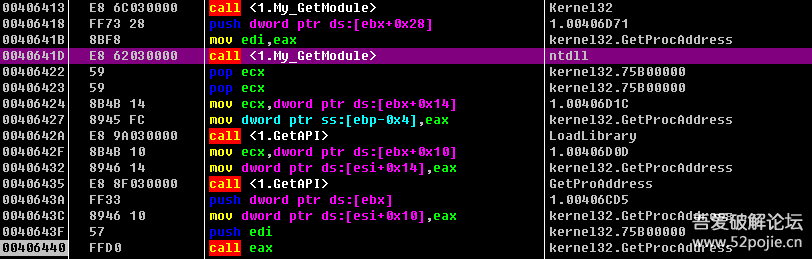 00406413 E8 6C030000 call <1.My_GetModule> Kernel32
00406418 FF73 28 push dword ptr ds:[ebx+0x28] 1.00406D71
0040641B 8BF8 mov edi,eax kernel32.GetProcAddress
0040641D E8 62030000 call <1.My_GetModule> ntdll
00406422 59 pop ecx kernel32.75B00000
00406423 59 pop ecx kernel32.75B00000
00406424 8B4B 14 mov ecx,dword ptr ds:[ebx+0x14] 1.00406D1C
00406427 8945 FC mov dword ptr ss:[ebp-0x4],eax kernel32.GetProcAddress
0040642A E8 9A030000 call <1.GetAPI> LoadLibrary
0040642F 8B4B 10 mov ecx,dword ptr ds:[ebx+0x10] 1.00406D0D
00406432 8946 14 mov dword ptr ds:[esi+0x14],eax kernel32.GetProcAddress
00406435 E8 8F030000 call <1.GetAPI> GetProAddress
0040643A FF33 push dword ptr ds:[ebx] 1.00406CD5
0040643C 8946 10 mov dword ptr ds:[esi+0x10],eax kernel32.GetProcAddress
0040643F 57 push edi kernel32.75B00000
00406440 FFD0 call eax kernel32.GetProcAddress
吾爱破解论坛
www.52pojie.cn